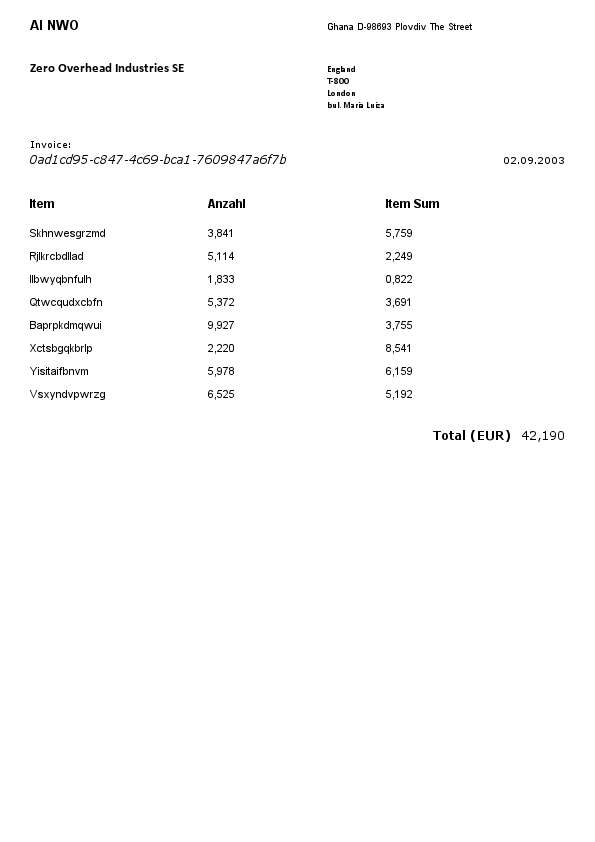 AI NWO
Ghana D-98693 Plovdiv The Street
Zero Overhead Industries SE
England
T-800
London
bul. Maria Luiza
Invoice:
0ad1cd95-c847-4c69-bca1-7609847a6f7b
02.09.2003
Item Anzahl Item Sum
Skhnwesgrzmd 3,841 5,759
Rjlkrcbdllad 5,114 2,249
Ilbwyqbnfulh 1,833 0,822
Qtwcqudxcbfn 5,372 3,691
Baprpkdmqwui 9,927 3,755
Xctsbgqkbrlp 2,220 8,541
Yisitaifbnvm 5,978 6,159
Vsxyndvpwrzg 6,525 5,192
Total (EUR) 42,190